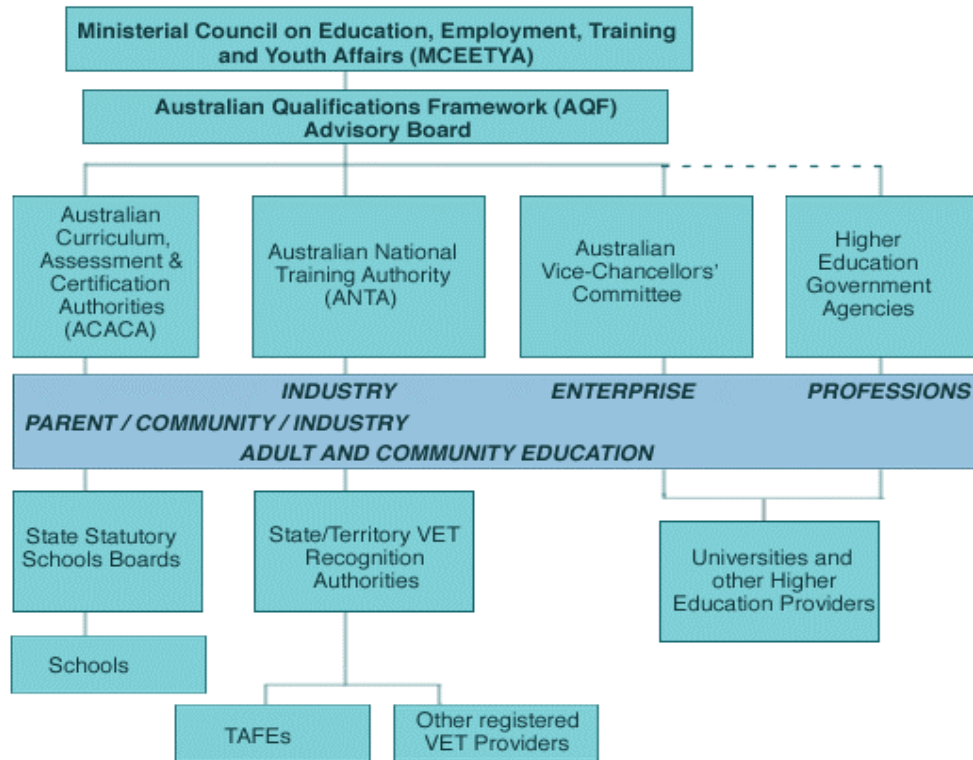 Ministerial Council on Education, Employment, Training
and Youth Affairs (MCEETYA)
Australian Qualifications Framework (AQF)
Advisory Board
Australian
Curriculum,
Assessment &
Certification
Authorities
(ACACA)
Australian National
Training Authority
(ANTA)
Australian
Vice-Chancellors’
Committee
Higher
Education
Government
Agencies
INDUSTRY
ENTERPRISE
PROFESSIONS
PARENT / COMMUNITY / INDUSTRY
ADULT AND COMMUNITY EDUCATION
State Statutory
Schools Boards
State/Territory VET
Recognition
Authorities
Universities and
other Higher
Education Providers
Schools
TAFEs
Other registered
VET Providers